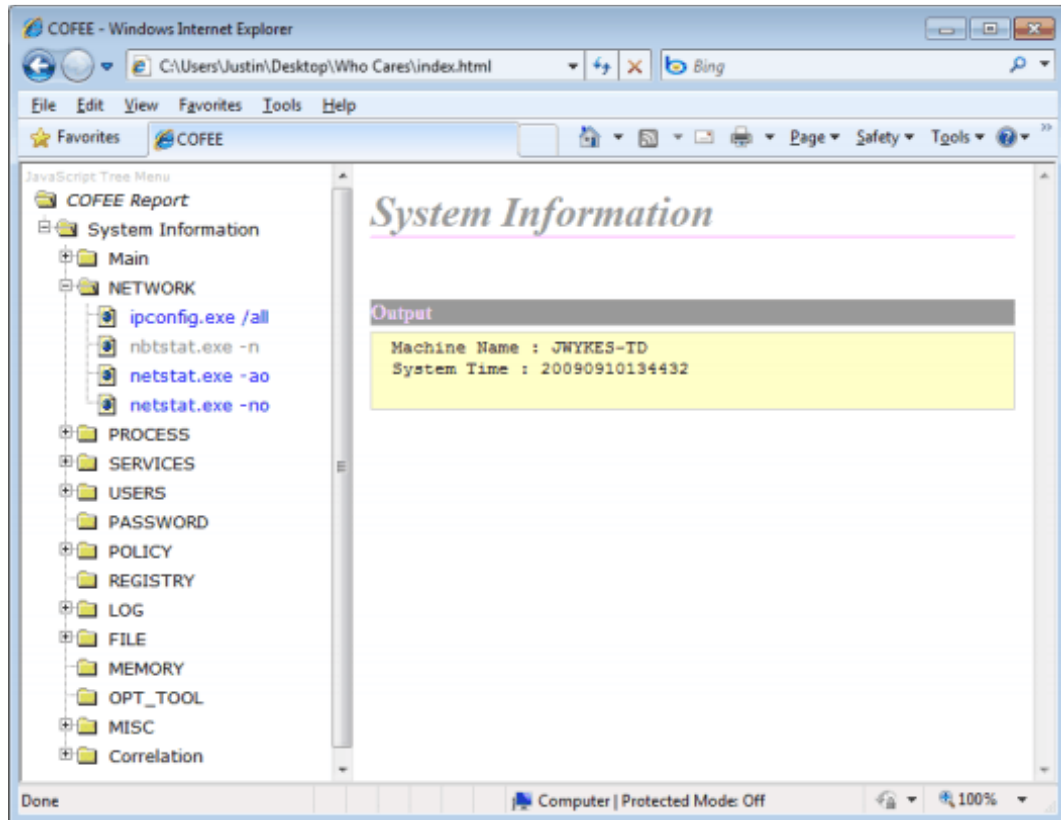 COFEE - Windows Internet Explorer
C:\Users\Justin\Desktop\Who Cares\index.html
Bing
File Edit View Favorites Tools Help
Favorites COFEE Page Safety Tools
JavaScript Tree Menu
COFEE Report
System Information
Main
NETWORK
ipconfig.exe /all
nbtstat.exe -n
netstat.exe -ao
netstat.exe -no
PROCESS
SERVICES
USERS
PASSWORD
POLICY
REGISTRY
LOG
FILE
MEMORY
OPT_TOOL
MISC
Correlation
System Information
Output
Machine Name : JWYKES-TD
System Time : 20090910134432
Done Computer | Protected Mode: Off 100%